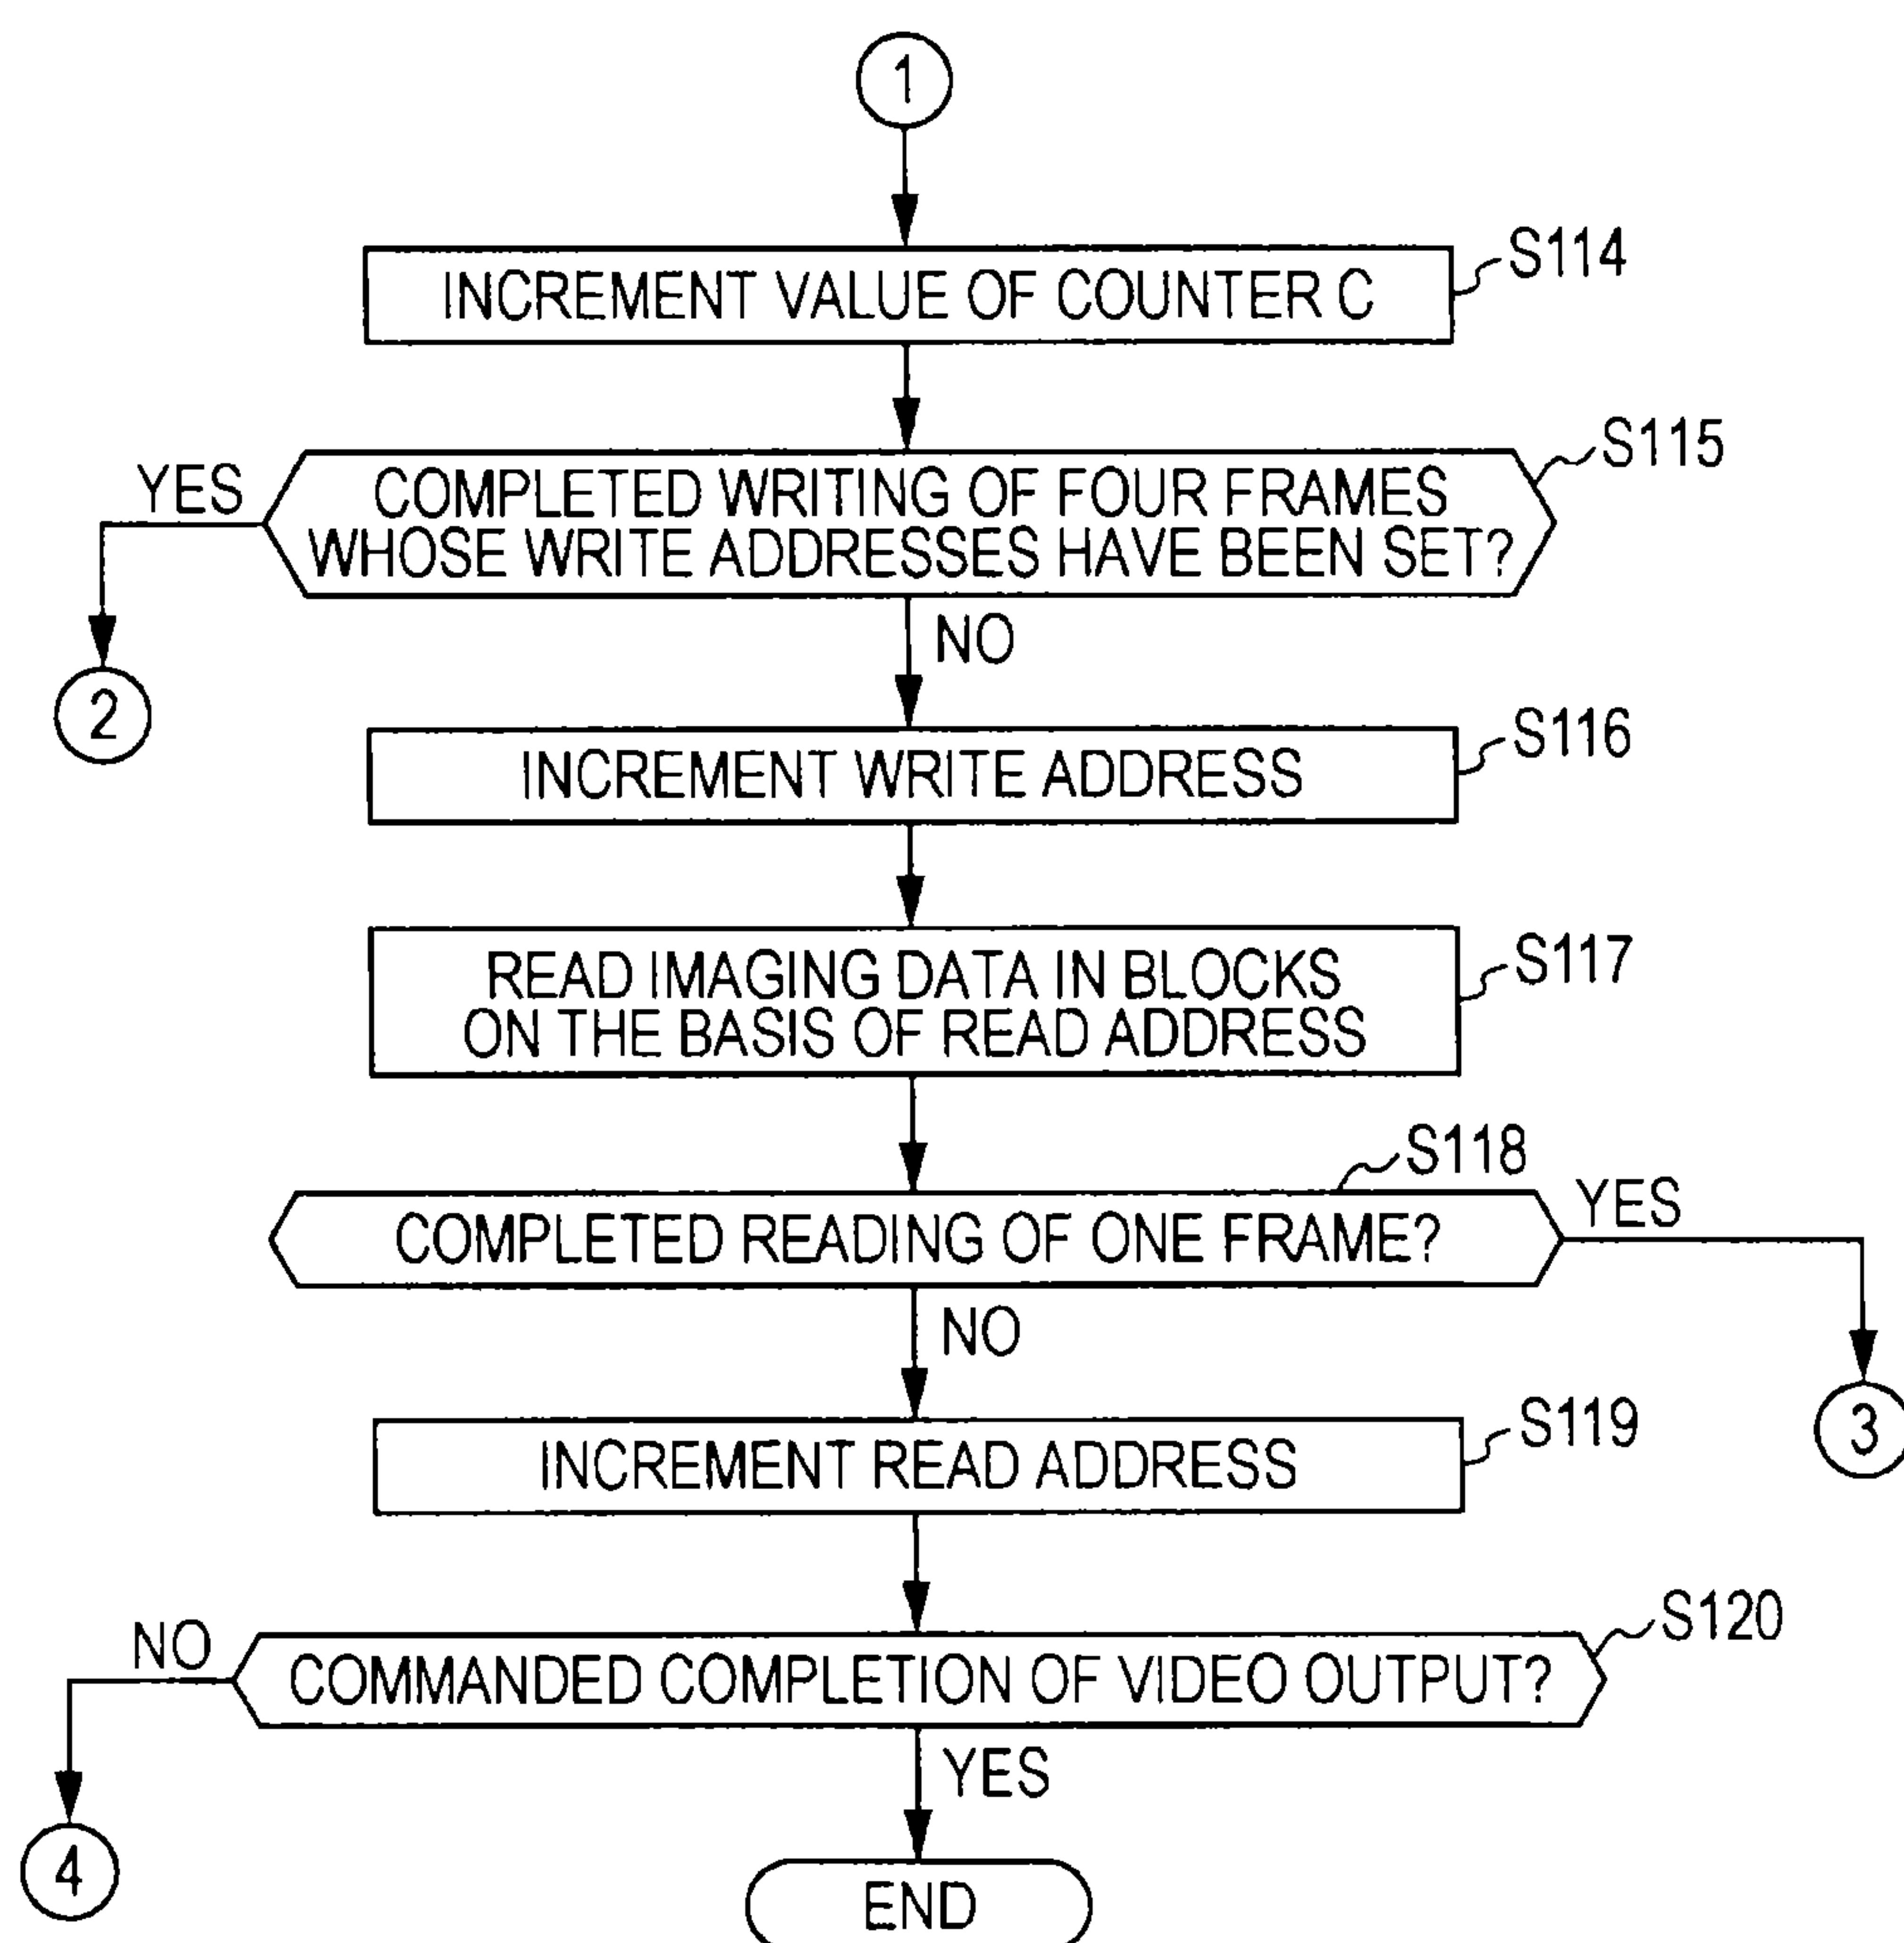 1
INCREMENT VALUE OF COUNTER C
S114
S115
YES
COMPLETED WRITING OF FOUR FRAMES
WHOSE WRITE ADDRESSES HAVE BEEN SET?
NO
2
INCREMENT WRITE ADDRESS
S116
READ IMAGING DATA IN BLOCKS
ON THE BASIS OF READ ADDRESS
S117
S118
COMPLETED READING OF ONE FRAME?
YES
NO
3
INCREMENT READ ADDRESS
S119
S120
NO
COMMANDED COMPLETION OF VIDEO OUTPUT?
YES
4
END